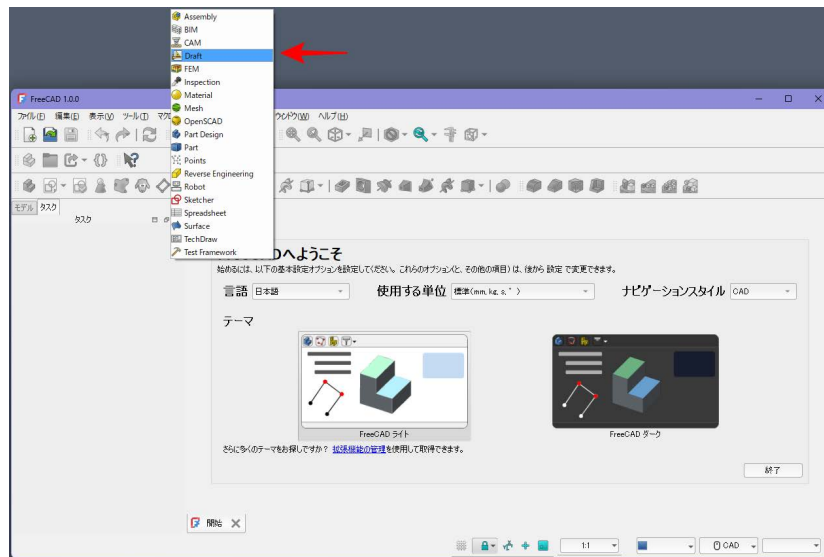 Assembly
BIM
CAM
Draft
FEM
Inspection
Material
Mesh
OpenSCAD
Part Design
Part
Points
Reverse Engineering
Robot
Sketcher
Spreadsheet
Surface
TechDraw
Test Framework
FreeCAD 1.0.0
ファイル(F) 編集(E) 表示(V) ツール(T) マクロ ウィンドウ(W) ヘルプ(H)
モデル タスク
タスク
Dへようこそ
始めるには、以下の基本設定オプションを設定してください。これらのオプション(と、その他の項目)は、後から 設定 で変更できます。
言語 日本語 使用する単位 標準(mm, kg, s, °) ナビゲーションスタイル CAD
テーマ
FreeCAD ライト FreeCAD ダーク
さらに多くのテーマをお探しですか? 拡張機能の管理を使用して取得できます。
終了
開始
1:1 CAD